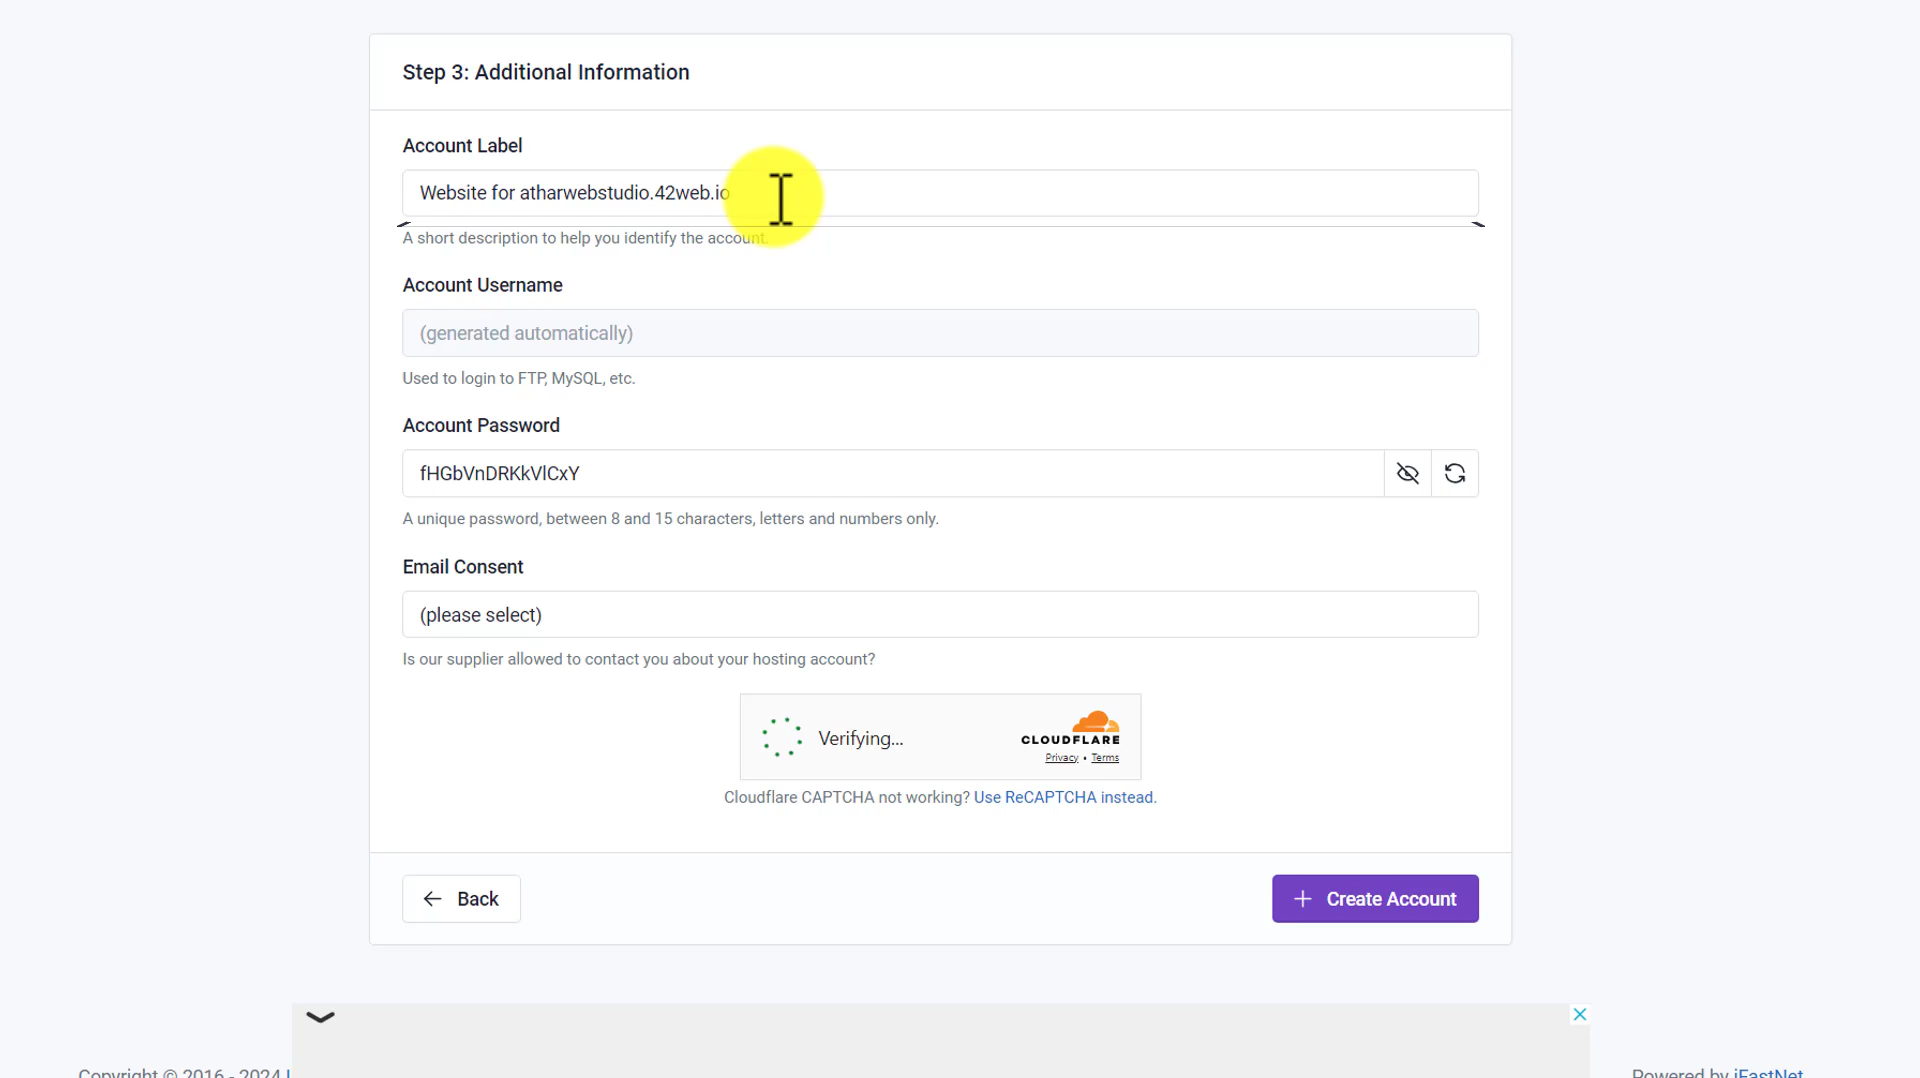 Step 3: Additional Information
Account Label
Website for atharwebstudio.42web.io
A short description to help you identify the account.
Account Username
(generated automatically)
Used to login to FTP, MySQL, etc.
Account Password
fHGbVnDRKkVlCxY
A unique password, between 8 and 15 characters, letters and numbers only.
Email Consent
(please select)
Is our supplier allowed to contact you about your hosting account?
Verifying...
CLOUDFLARE
Privacy • Terms
Cloudflare CAPTCHA not working? Use ReCAPTCHA instead.
Back
Create Account
Copyright © 2016 - 2024
Powered by iFastNet